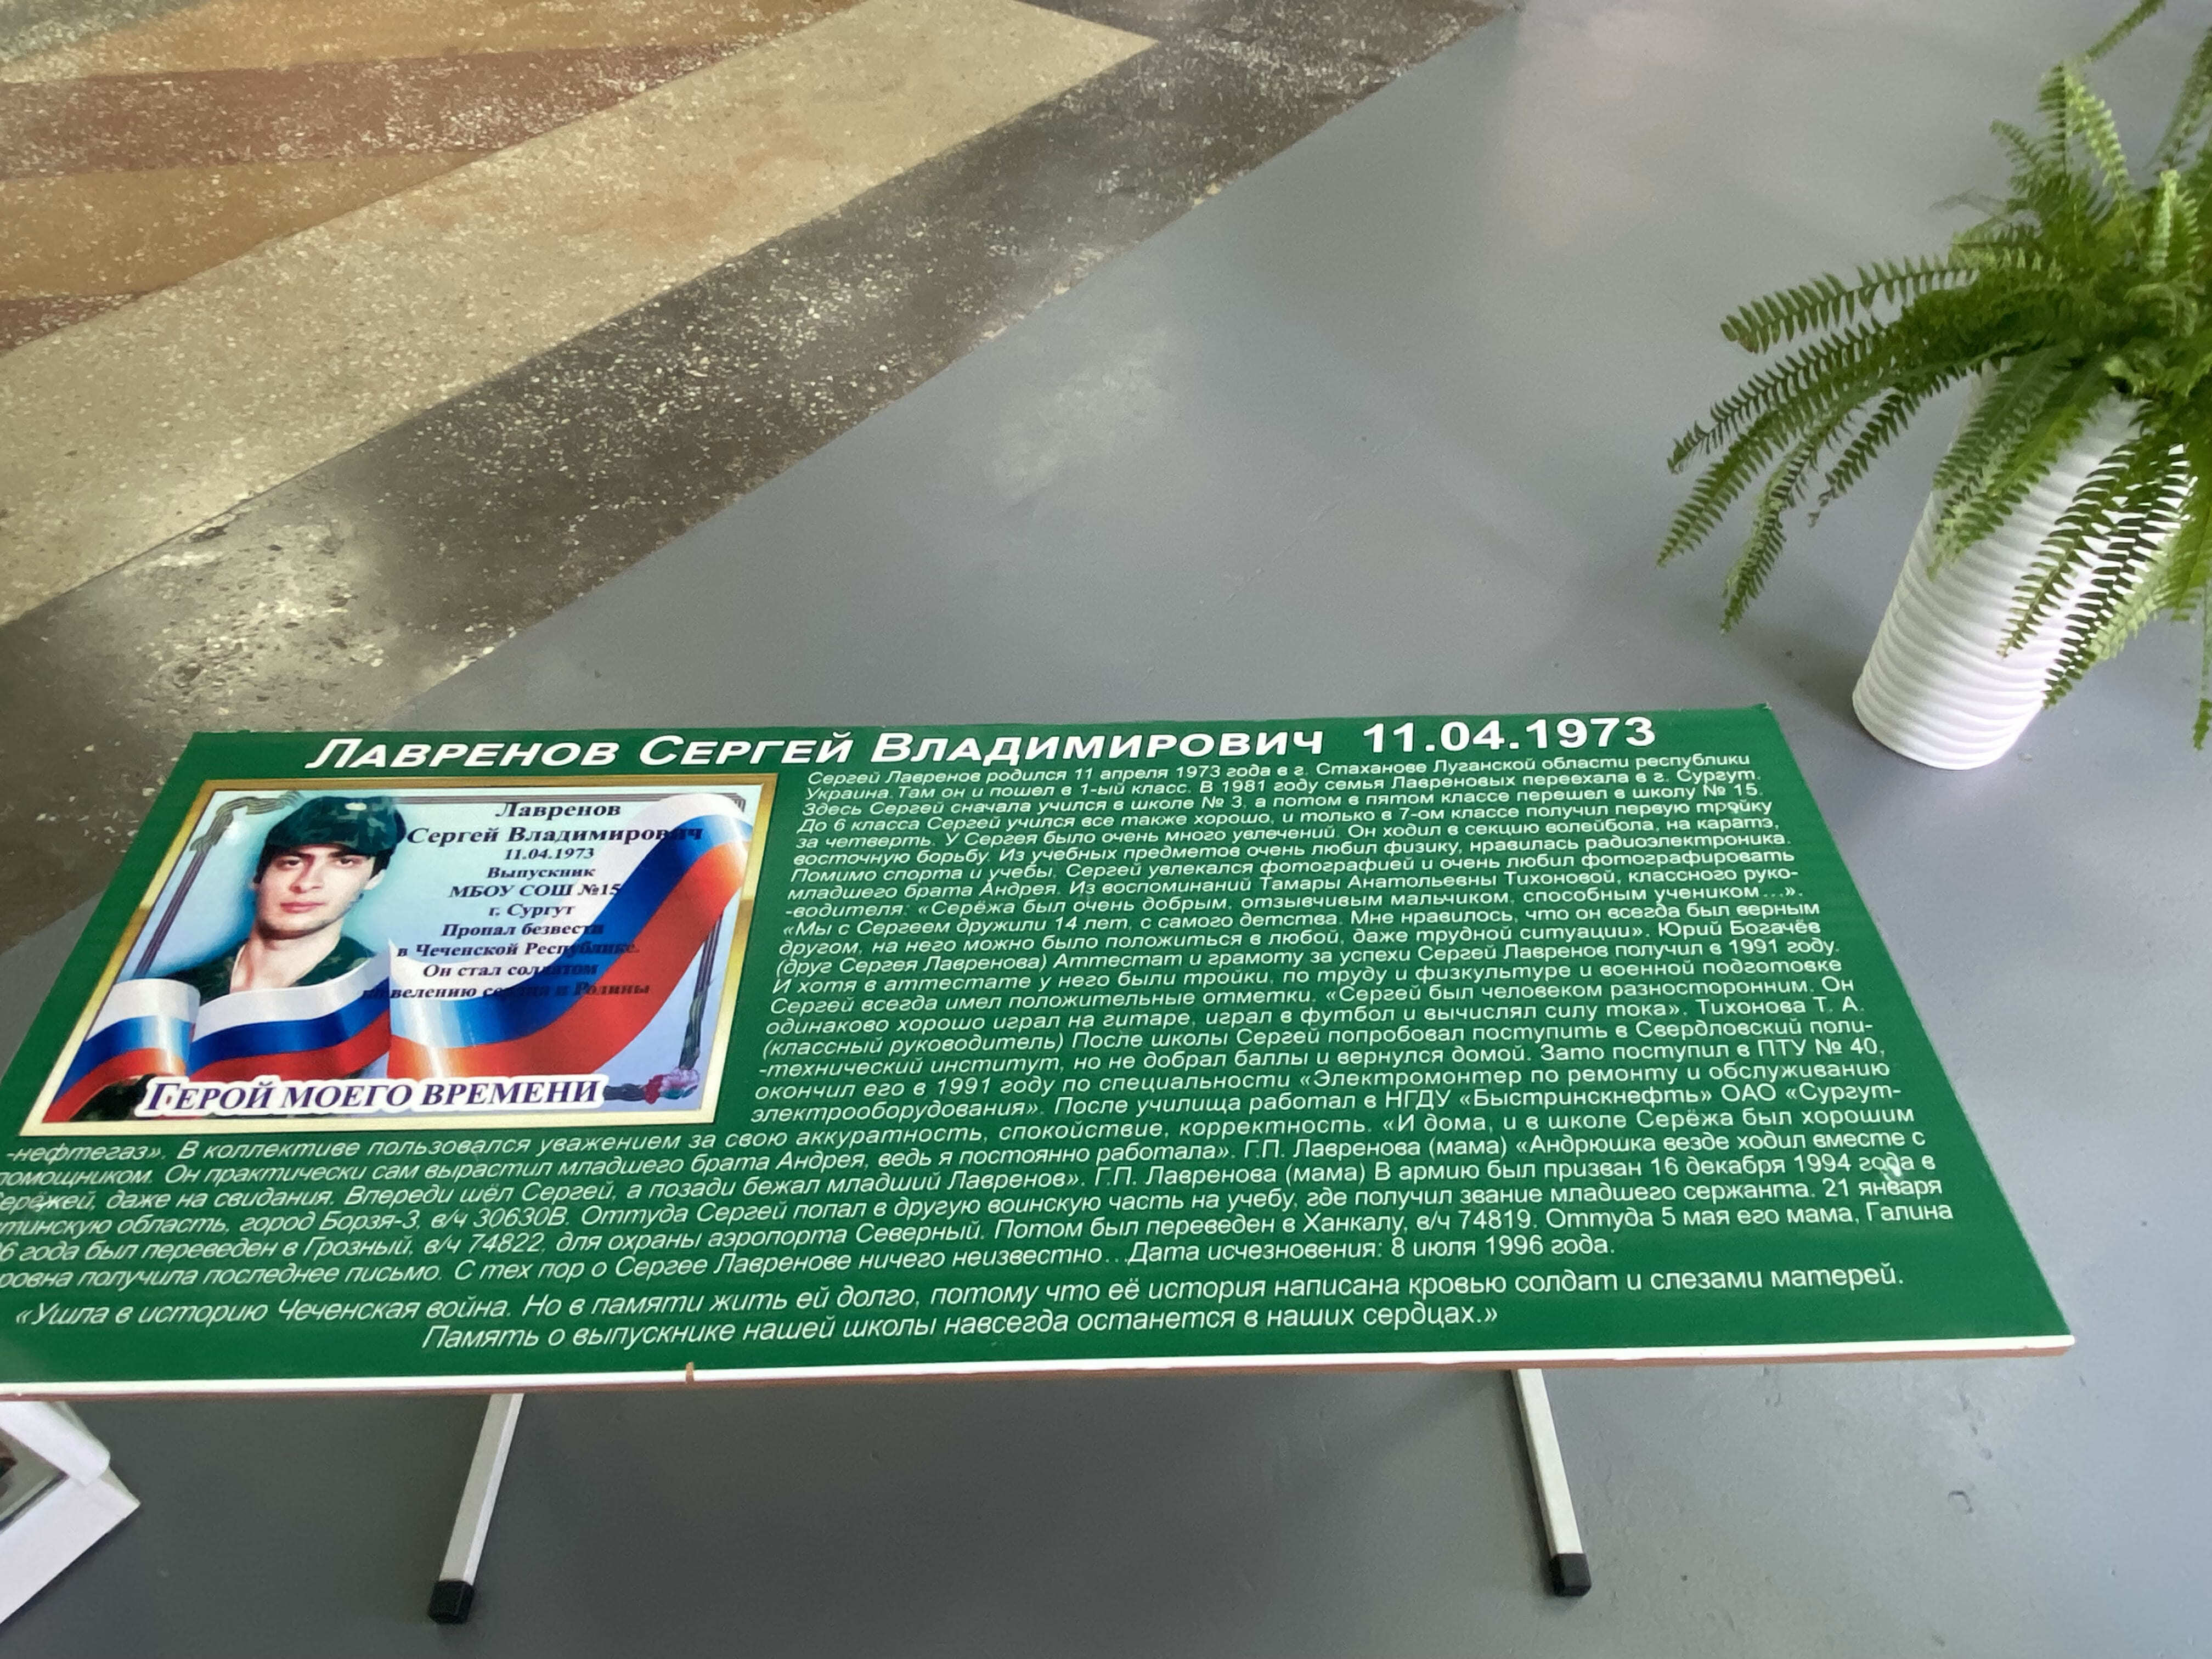 Лавренов Сергей Владимирович 11.04.1973
Лавренов
Сергей Владимирович
11.04.1973
Выпускник
МБОУ СОШ №15
г. Сургут
Пропал безвести
в Чеченской Республике.
Он стал солдатом
велению сердца и Родины
Герой моего времени
Сергей Лавренов родился 11 апреля 1973 года в г. Стаханове Луганской области республики
Украина. Там он и пошел в 1-ый класс. В 1981 году семья Лавреновых переехала в г. Сургут.
Здесь Сергей сначала учился в школе № 3, а потом в пятом классе перешел в школу № 15.
До 6 класса Сергей учился все также хорошо, и только в 7-ом классе получил первую тройку
за четверть. У Сергея было очень много увлечений. Он ходил в секцию волейбола, на каратэ,
восточную борьбу. Из учебных предметов очень любил физику, нравилась радиоэлектроника.
Помимо спорта и учебы, Сергей увлекался фотографией и очень любил фотографировать
младшего брата Андрея. Из воспоминаний Тамары Анатольевны Тихоновой, классного руко-
-водителя: «Серёжа был очень добрым, отзывчивым мальчиком, способным учеником...».
«Мы с Сергеем дружили 14 лет, с самого детства. Мне нравилось, что он всегда был верным
другом, на него можно было положиться в любой, даже трудной ситуации». Юрий Богачёв
(друг Сергея Лавренова) Аттестат и грамоту за успехи Сергей Лавренов получил в 1991 году.
И хотя в аттестате у него были тройки, по труду и физкультуре и военной подготовке
Сергей всегда имел положительные отметки. «Сергей был человеком разносторонним. Он
одинаково хорошо играл на гитаре, играл в футбол и вычислял силу тока». Тихонова Т. А.
(классный руководитель) После школы Сергей попробовал поступить в Свердловский поли-
-технический институт, но не добрал баллы и вернулся домой. Зато поступил в ПТУ № 40,
окончил его в 1991 году по специальности «Электромонтер по ремонту и обслуживанию
электрооборудования». После училища работал в НГДУ «Быстринскнефть» ОАО «Сургут-
-нефтегаз». В коллективе пользовался уважением за свою аккуратность, спокойствие, корректность. «И дома, и в школе Серёжа был хорошим
помощником. Он практически сам вырастил младшего брата Андрея, ведь я постоянно работала». Г.П. Лавренова (мама) «Андрюшка везде ходил вместе с
Серёжей, даже на свидания. Впереди шёл Сергей, а позади бежал младший Лавренов». Г.П. Лавренова (мама) В армию был призван 16 декабря 1994 года в
тинскую область, город Борзя-3, в/ч 30630В. Оттуда Сергей попал в другую воинскую часть на учебу, где получил звание младшего сержанта. 21 января
6 года был переведен в Грозный, в/ч 74822, для охраны аэропорта Северный. Потом был переведен в Ханкалу, в/ч 74819. Оттуда 5 мая его мама, Галина
ровна получила последнее письмо. С тех пор о Сергее Лавренове ничего неизвестно...Дата исчезновения: 8 июля 1996 года.
«Ушла в историю Чеченская война. Но в памяти жить ей долго, потому что её история написана кровью солдат и слезами матерей.
Память о выпускнике нашей школы навсегда останется в наших сердцах.»